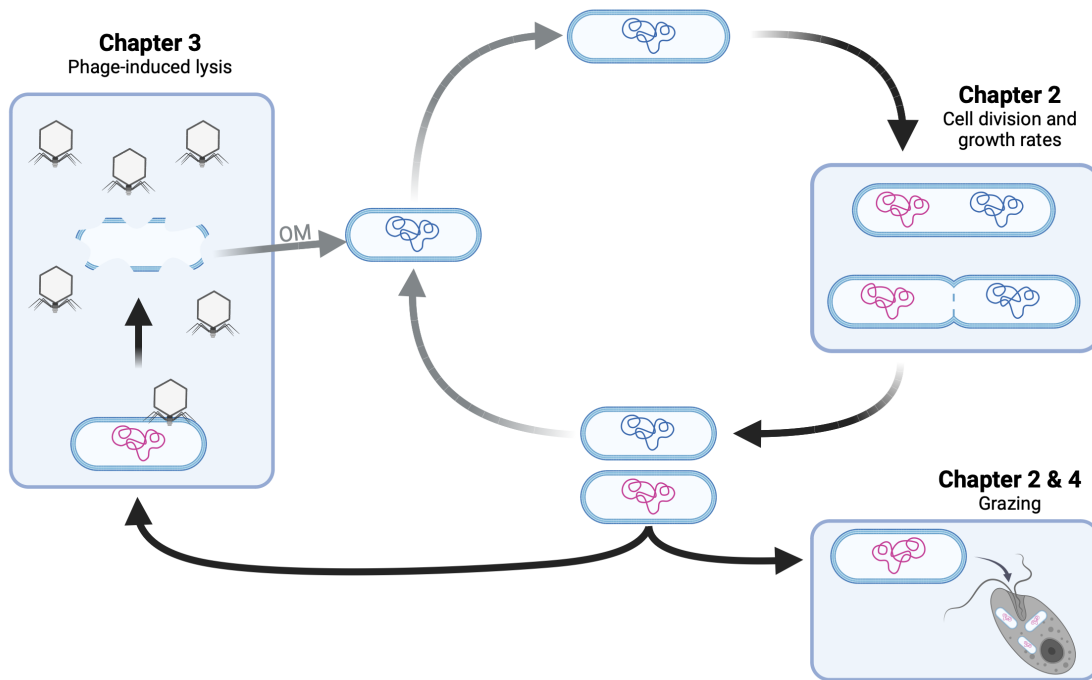 Chapter 3
Phage-induced lysis
Chapter 2
Cell division and
growth rates
OM
Chapter 2 & 4
Grazing